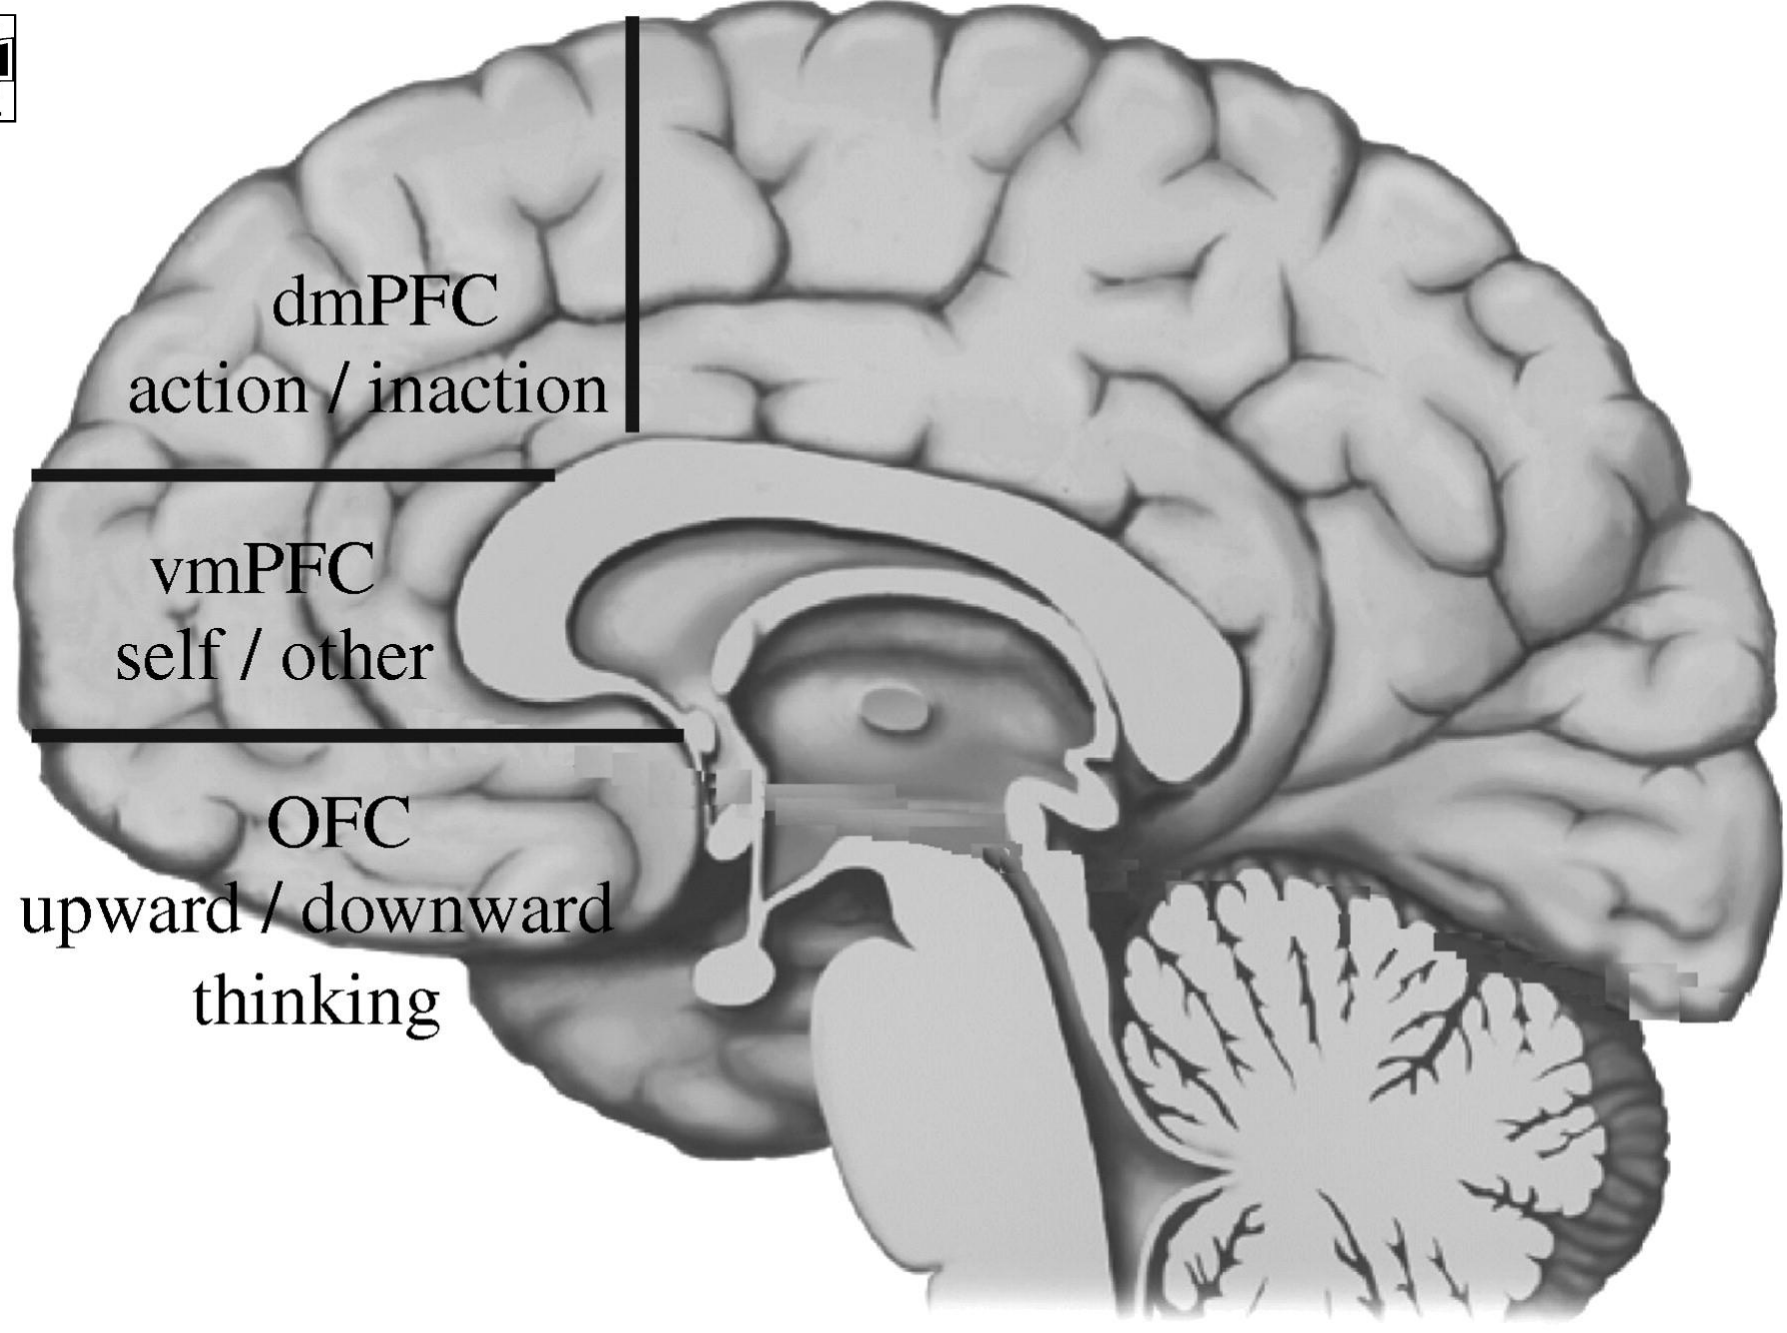 dmPFC
action / inaction
vmPFC
self / other
OFC
upward / downward
thinking